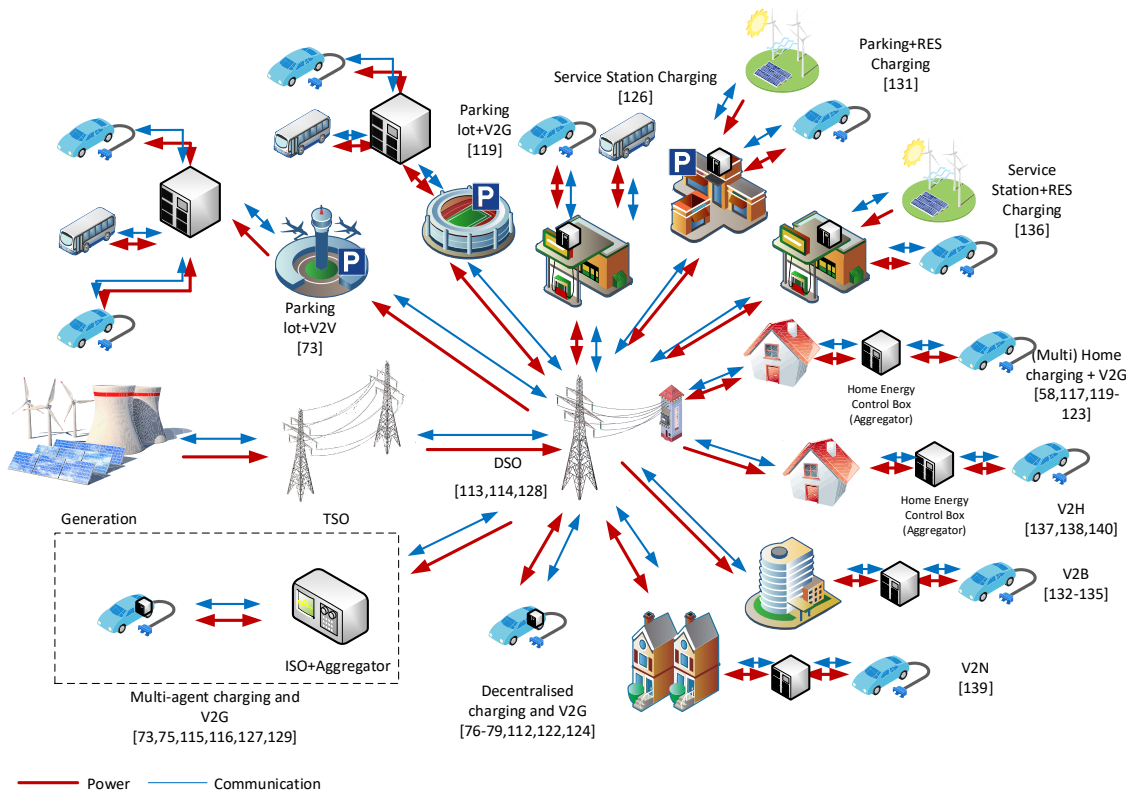 Parking+RES
Charging
[131]
Service Station Charging
[126]
Parking
lot+V2G
[119]
P
P
Service
Station+RES
Charging
[136]
P
Parking
lot+V2V
[73]
(Multi) Home
charging + V2G
[58,117,119-
123]
Home Energy
Control Box
(Aggregator)
DSO
[113,114,128]
Home Energy
Control Box
(Aggregator)
V2H
[137,138,140]
Generation
TSO
V2B
[132-135]
ISO+Aggregator
V2N
[139]
Multi-agent charging and
V2G
[73,75,115,116,127,129]
Decentralised
charging and V2G
[76-79,112,122,124]
Power
Communication